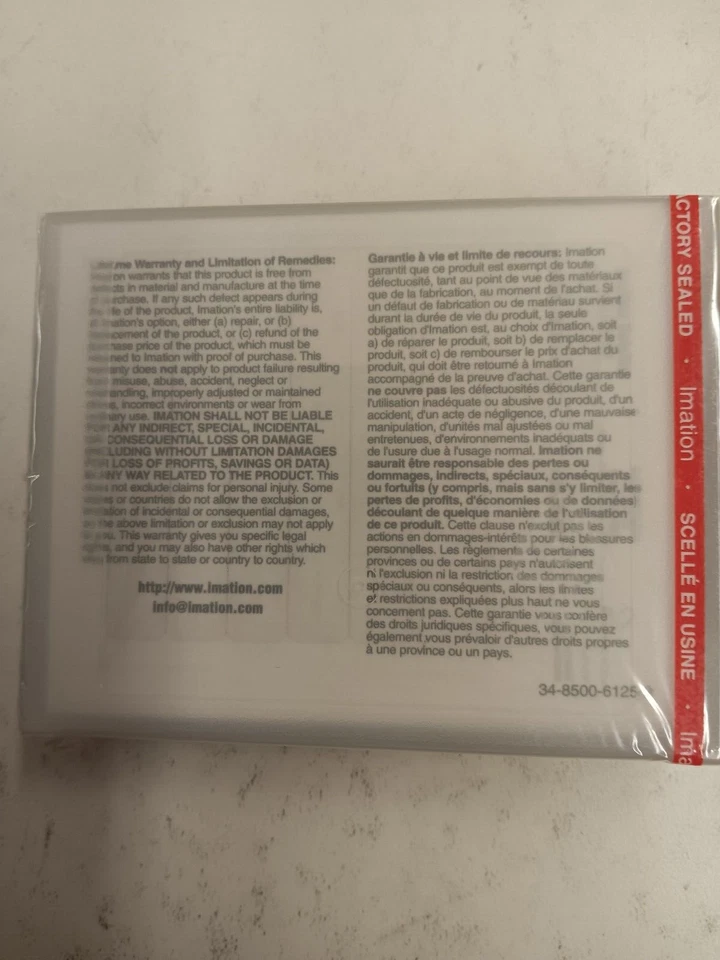 me Warranty and Limitation of Remedies:
on warrants that this product is free from
in material and manufacture at the time
If any such defect appears during
of the product, Imation's entire liability is,
option, either (a) repair, or (b)
of the product, or (c) refund of the
price of the product, which must be
to Imation with proof of purchase. This
does not apply to product failure resulting
misuse, abuse, accident, neglect or
improperly adjusted or maintained
incorrect environments or wear from
use. IMATION SHALL NOT BE LIABLE
ANY INDIRECT, SPECIAL, INCIDENTAL,
CONSEQUENTIAL LOSS OR DAMAGE
WITHOUT LIMITATION DAMAGES
LOSS OF PROFITS, SAVINGS OR DATA)
WAY RELATED TO THE PRODUCT. This
not exclude claims for personal injury. Some
or countries do not allow the exclusion or
of incidental or consequential damages,
the above limitation or exclusion may not apply
This warranty gives you specific legal
and you may also have other rights which
from state to state or country to country.
http://www.imation.com
info@imation.com
Garantie à vie et limite de recours: Imation
garantit que ce produit est exempt de toute
défectuosité, tant au point de vue des matériaux
que de la fabrication, au moment de l'achat. Si
un défaut de fabrication ou de matériau survient
durant la durée de vie du produit, la seule
obligation d'Imation est, au choix d'Imation, soit
a) de réparer le produit, soit b) de remplacer le
produit, soit c) de rembourser le prix d'achat du
produit, qui doit être retourné à Imation
accompagné de la preuve d'achat. Cette garantie
ne couvre pas les défectuosités découlant de
l'utilisation inadéquate ou abusive du produit, d'un
accident, d'un acte de négligence, d'une mauvaise
manipulation, d'unités mal ajustées ou mal
entretenues, d'environnements inadéquats ou
de l'usure due à l'usage normal. Imation ne
saurait être responsable des pertes ou
dommages, indirects, spéciaux, conséquents
ou fortuits (y compris, mais sans s'y limiter, les
pertes de profits, d'économies ou de données)
découlant de quelque manière de l'utilisation
de ce produit. Cette clause n'exclut pas les
actions en dommages-intérêts pour les blessures
personnelles. Les règlements de certaines
provinces ou de certains pays n'autorisent
ni l'exclusion ni la restriction des dommages
spéciaux ou conséquents, alors les limites
et restrictions expliquées plus haut ne vous
concernent pas. Cette garantie vous confère
des droits juridiques spécifiques, vous pouvez
également vous prévaloir d'autres droits propres
à une province ou un pays.
34-8500-6125
ACTORY SEALED • Imation • SCELLÉ EN USINE • Ima